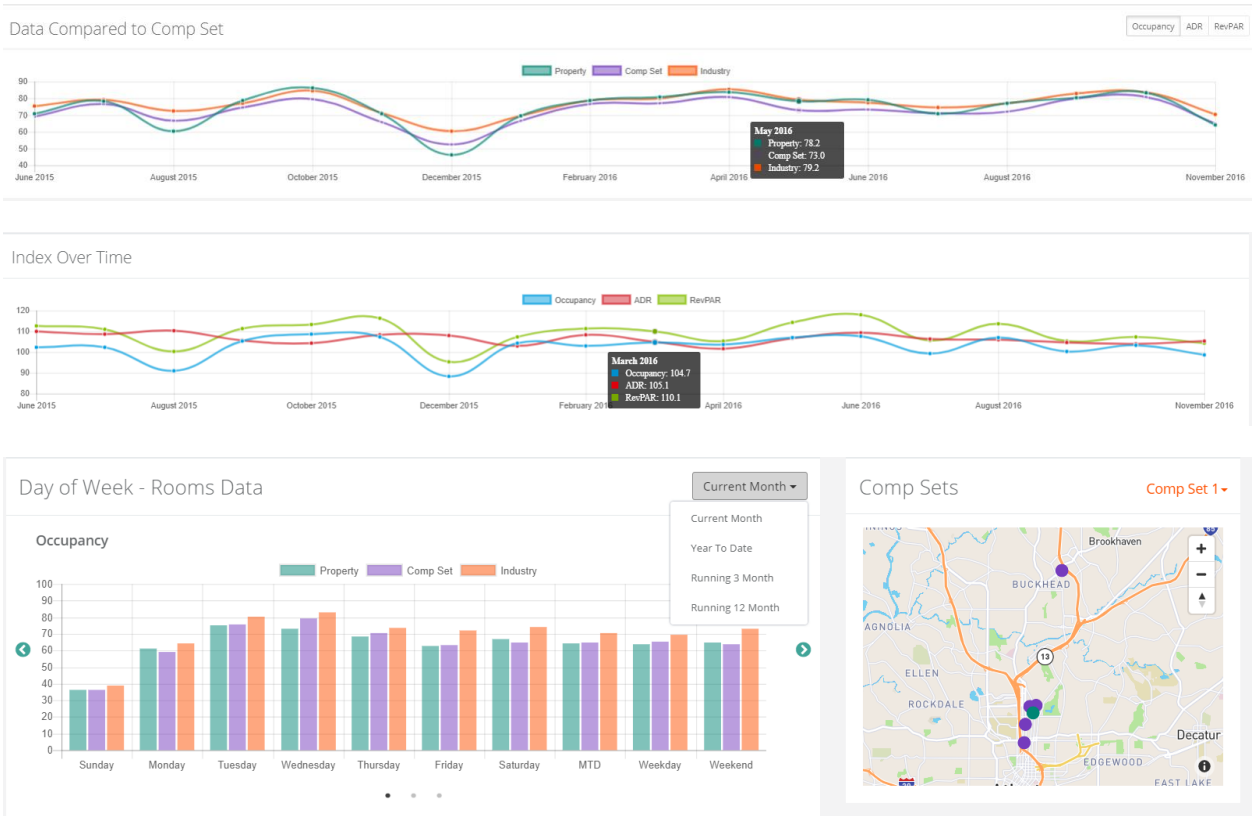 Data Compared to Comp Set
Occupancy ADR RevPAR
Property Comp Set Industry
90
80
70
60
50
40
May 2016
Property: 78.2
Comp Set: 73.0
Industry: 79.2
June 2015 August 2015 October 2015 December 2015 February 2016 April 2016 June 2016 August 2016 November 2016
Index Over Time
Occupancy ADR RevPAR
120
110
100
90
80
March 2016
Occupancy: 104.7
ADR: 105.1
RevPAR: 110.1
June 2015 August 2015 October 2015 December 2015 February 201 April 2016 June 2016 August 2016 November 2016
Day of Week - Rooms Data
Current Month
Current Month
Year To Date
Running 3 Month
Running 12 Month
Occupancy
Property Comp Set Industry
100
90
80
70
60
50
40
30
20
10
0
Sunday Monday Tuesday Wednesday Thursday Friday Saturday MTD Weekday Weekend
Comp Sets
Comp Set 1
Brookhaven
BUCKHEAD
AGNOLIA
13
ELLEN
ROCKDALE
Decatur
EDGEWOOD
EAST LAKE